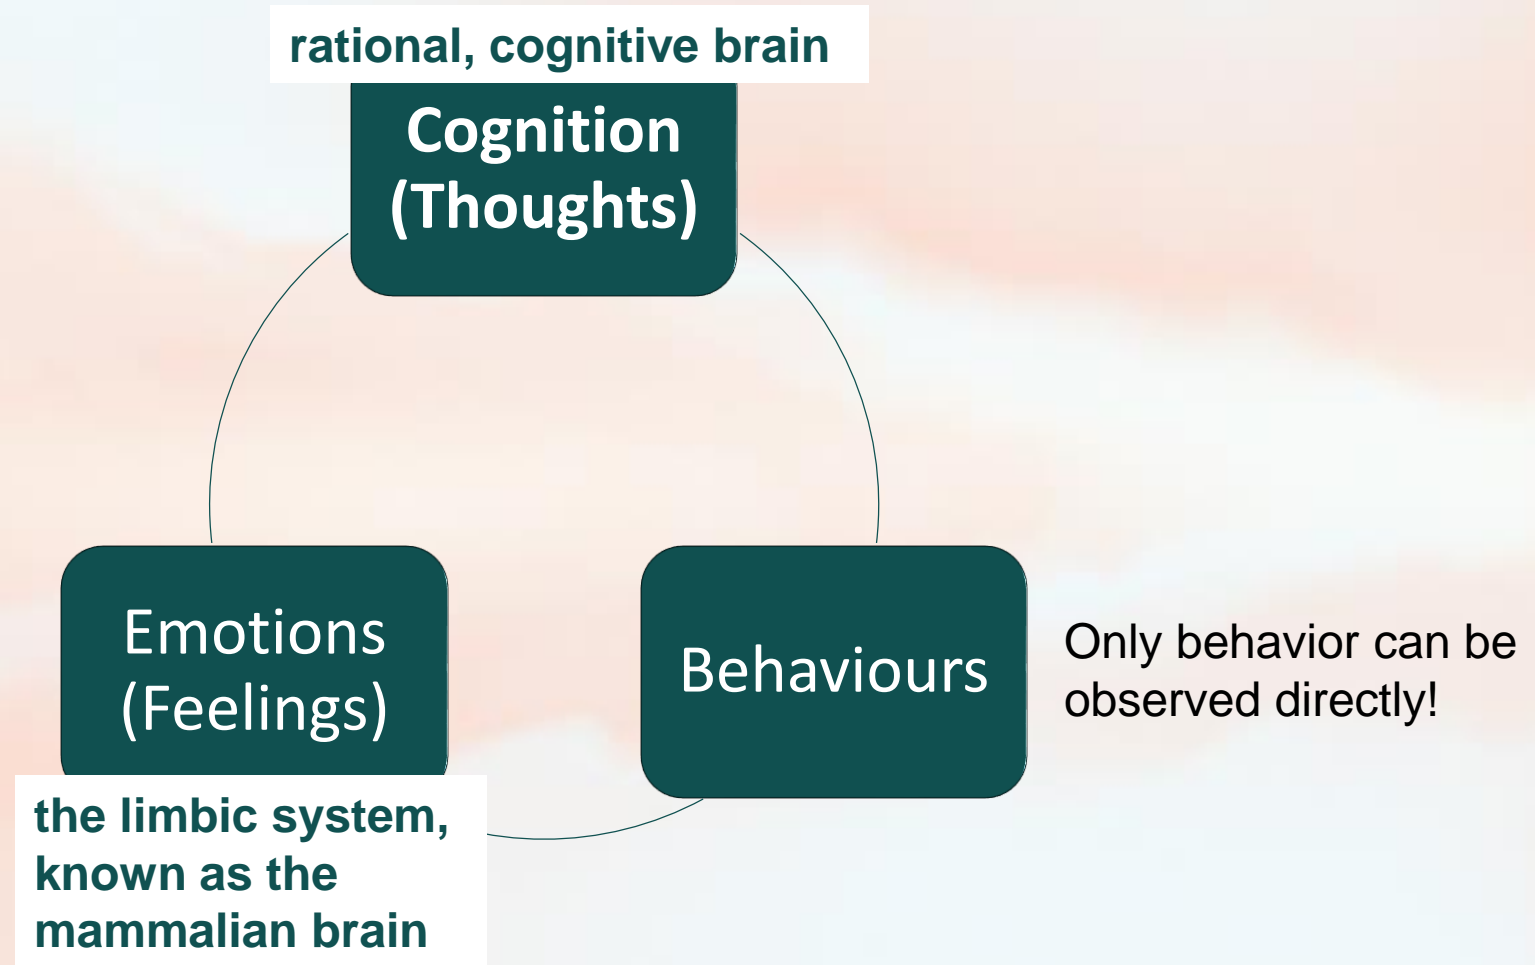 rational, cognitive brain
Cognition
(Thoughts)
Emotions
(Feelings)
Behaviours
Only behavior can be
observed directly!
the limbic system,
known as the
mammalian brain